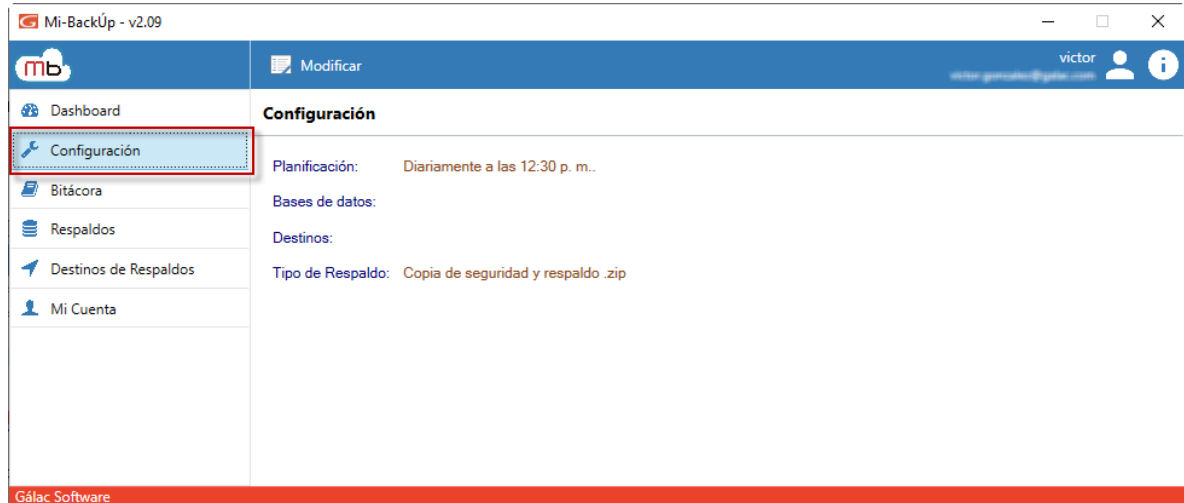 Mi-BackÚp - v2.09
mb
Modificar
victor
Dashboard
Configuración
Bitácora
Respaldos
Destinos de Respaldos
Mi Cuenta
Configuración
Planificación: Diariamente a las 12:30 p. m..
Bases de datos:
Destinos:
Tipo de Respaldo: Copia de seguridad y respaldo .zip
Gálac Software